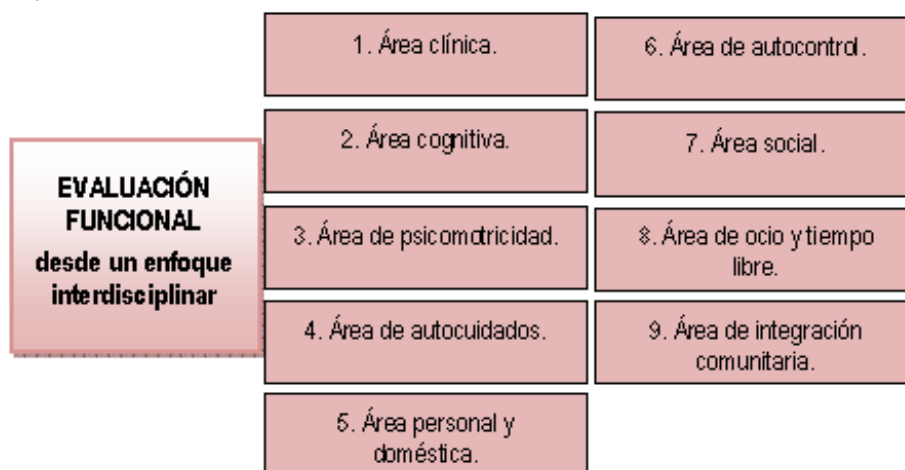 EVALUACIÓN
FUNCIONAL
desde un enfoque
interdisciplinar
1. Área clínica.
2. Área cognitiva.
3. Área de psicomotricidad.
4. Área de autocuidados.
5. Área personal y
doméstica.
6. Área de autocontrol.
7. Área social.
8. Área de ocio y tiempo
libre.
9. Área de integración
comunitaria.